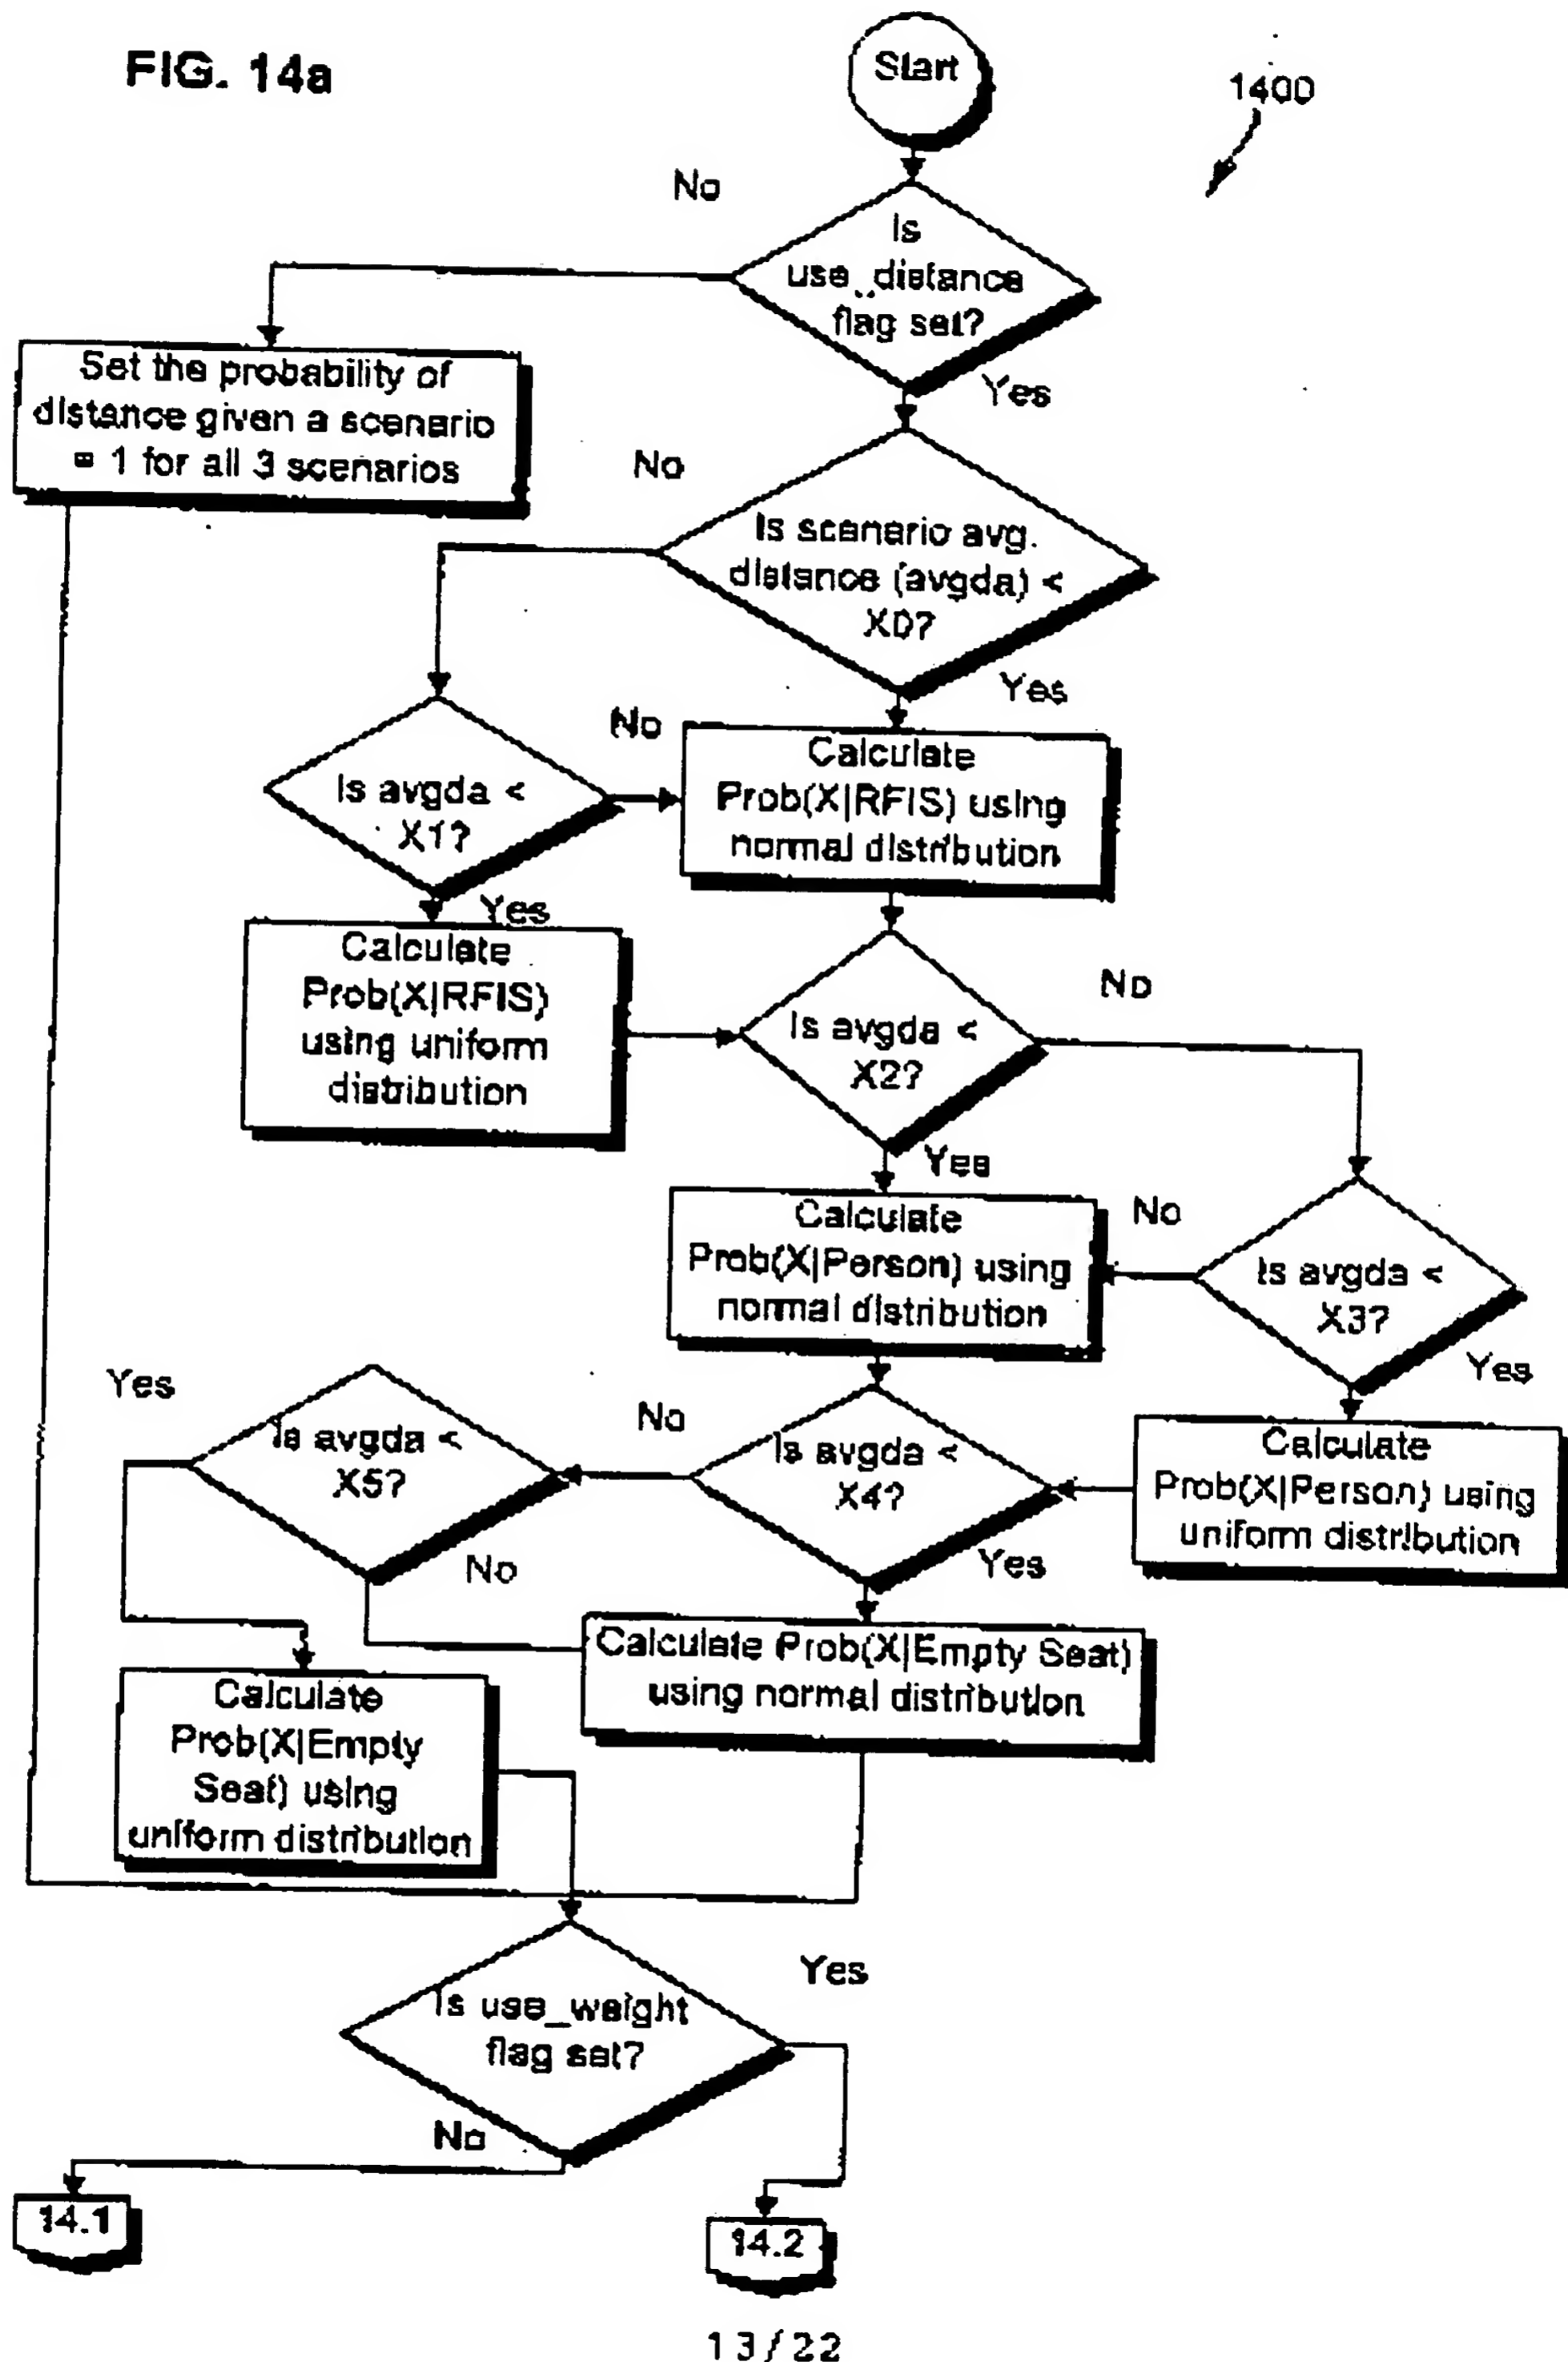 FIG. 14a
Start
1400
No
Is
use_distance
flag set?
Yes
Set the probability of
distance given a scenario
= 1 for all 3 scenarios
No
Is scenario avg.
distance (avgda) <
X0?
Yes
No
Is avgda <
X1?
Calculate
Prob(X|RFIS) using
normal distribution
Yes
Calculate
Prob(X|RFIS)
using uniform
distribution
No
Is avgda <
X2?
Yes
Calculate
Prob(X|Person) using
normal distribution
No
Is avgda <
X3?
Yes
Yes
Is avgda <
X5?
No
No
Is avgda <
X4?
Yes
Calculate
Prob(X|Person) using
uniform distribution
Calculate Prob(X|Empty Seat)
using normal distribution
Calculate
Prob(X|Empty
Seat) using
uniform distribution
Yes
Is use_weight
flag set?
No
14.1
14.2
13/22